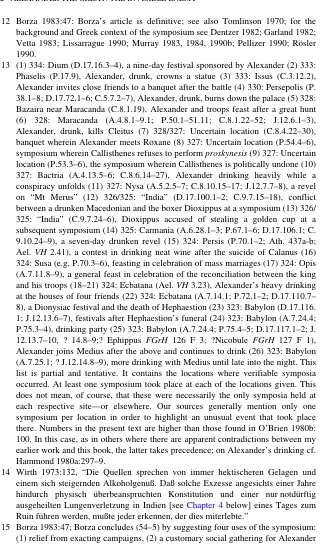 12 Borza 1983:47: Borza's article is definitive; see also Tomlinson 1970; for the
background and Greek context of the symposium see Dentzer 1982; Garland 1982;
Vetta 1983; Lissarrague 1990; Murray 1983, 1984, 1990b; Pellizer 1990; Rösler
1990.
13 (1) 334: Dium (D.17.16.3–4), a nine-day festival sponsored by Alexander (2) 333:
Phaselis (P.17.9), Alexander, drunk, crowns a statue (3) 333: Issus (C.3.12.2),
Alexander invites close friends to a banquet after the battle (4) 330: Persepolis (P.
38.1–8; D.17.72.1–6; C.5.7.2–7), Alexander, drunk, burns down the palace (5) 328:
Bazaira near Maracanda (C.8.1.19), Alexander and troops feast after a great hunt
(6) 328: Maracanda (A.4.8.1–9.1; P.50.1–51.11; C.8.1.22–52; J.12.6.1–3),
Alexander, drunk, kills Cleitus (7) 328/327: Uncertain location (C.8.4.22–30),
banquet wherein Alexander meets Roxane (8) 327: Uncertain location (P.54.4–6),
symposium wherein Callisthenes refuses to perform proskynesis (9) 327: Uncertain
location (P.53.3–6), the symposium wherein Callisthenes is politically undone (10)
327: Bactria (A.4.13.5–6; C.8.6.14–27), Alexander drinking heavily while a
conspiracy unfolds (11) 327: Nysa (A.5.2.5–7; C.8.10.15–17; J.12.7.7–8), a revel
on “Mt Merus” (12) 326/325: “India” (D.17.100.1–2; C.9.7.15–18), conflict
between a drunken Macedonian and the boxer Dioxippus at a symposium (13) 326/
325: “India” (C.9.7.24–6), Dioxippus accused of stealing a golden cup at a
subsequent symposium (14) 325: Carmania (A.6.28.1–3; P.67.1–6; D.17.106.1; C.
9.10.24–9), a seven-day drunken revel (15) 324: Persis (P.70.1–2; Ath. 437a-b;
Ael. VH 2.41), a contest in drinking neat wine after the suicide of Calanus (16)
324: Susa (e.g. P.70.3–6), feasting in celebration of mass marriages (17) 324: Opis
(A.7.11.8–9), a general feast in celebration of the reconciliation between the king
and his troops (18–21) 324: Ecbatana (Ael. VH 3.23), Alexander's heavy drinking
at the houses of four friends (22) 324: Ecbatana (A.7.14.1; P.72.1–2; D.17.110.7–
8), a Dionysiac festival and the death of Hephaestion (23) 323: Babylon (D.17.116.
1; J.12.13.6–7), festivals after Hephaestion's funeral (24) 323: Babylon (A.7.24.4;
P.75.3–4), drinking party (25) 323: Babylon (A.7.24.4; P.75.4–5; D.17.117.1–2; J.
12.13.7–10, ? 14.8–9;? Ephippus FGrH 126 F 3; ?Nicobule FGrH 127 F 1),
Alexander joins Medius after the above and continues to drink (26) 323: Babylon
(A.7.25.1; ? J.12.14.8–9), more drinking with Medius until late into the night. This
list is partial and tentative. It contains the locations where verifiable symposia
occurred. At least one symposium took place at each of the locations given. This
does not mean, of course, that these were necessarily the only symposia held at
each respective site—or elsewhere. Our sources generally mention only one
symposium per location in order to highlight an unusual event that took place
there. Numbers in the present text are higher than those found in O'Brien 1980b:
100. In this case, as in others where there are apparent contradictions between my
earlier work and this book, the latter takes precedence; on Alexander's drinking cf.
Hammond 1980a:297–9.
14 Wirth 1973:132, “Die Quellen sprechen von immer hektischeren Gelagen und
einem sich steigernden Alkoholgenuß. Daß solche Exzesse angesichts einer Jahre
hindurch physisch überbeanspruchten Konstitution und einer nur notdürftig
ausgeheilten Lungenverletzung in Indien [see Chapter 4 below] eines Tages zum
Ruin führen werden, mußte jeder erkennen, der dies miterlebte.”
15 Borza 1983:47; Borza concludes (54–5) by suggesting four uses of the symposium:
(1) relief from exacting campaigns, (2) a customary social gathering for Alexander